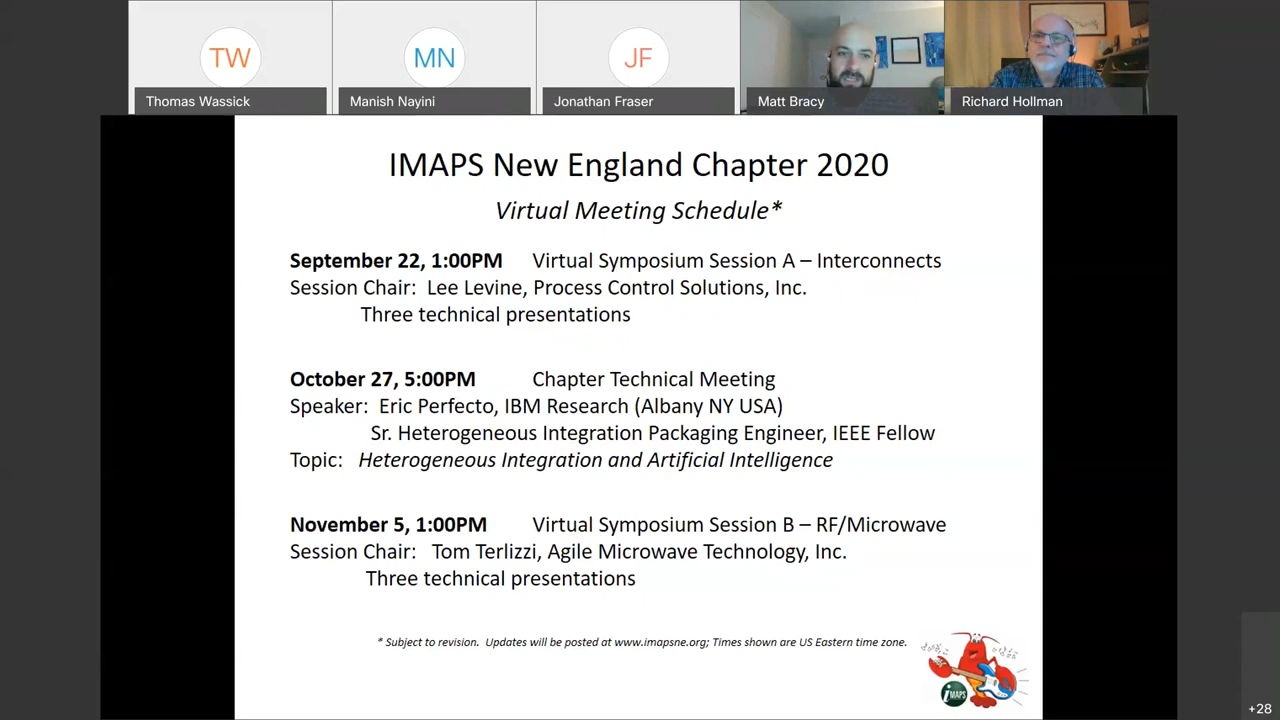 TW
MN
JF
Thomas Wassick
Manish Nayini
Jonathan Fraser
Matt Bracy
Richard Hollman
IMAPS New England Chapter 2020
Virtual Meeting Schedule*
September 22, 1:00PM Virtual Symposium Session A – Interconnects
Session Chair: Lee Levine, Process Control Solutions, Inc.
Three technical presentations
October 27, 5:00PM Chapter Technical Meeting
Speaker: Eric Perfecto, IBM Research (Albany NY USA)
Sr. Heterogeneous Integration Packaging Engineer, IEEE Fellow
Topic: Heterogeneous Integration and Artificial Intelligence
November 5, 1:00PM Virtual Symposium Session B – RF/Microwave
Session Chair: Tom Terlizzi, Agile Microwave Technology, Inc.
Three technical presentations
* Subject to revision. Updates will be posted at www.imapsne.org; Times shown are US Eastern time zone.
iMAPS
+28